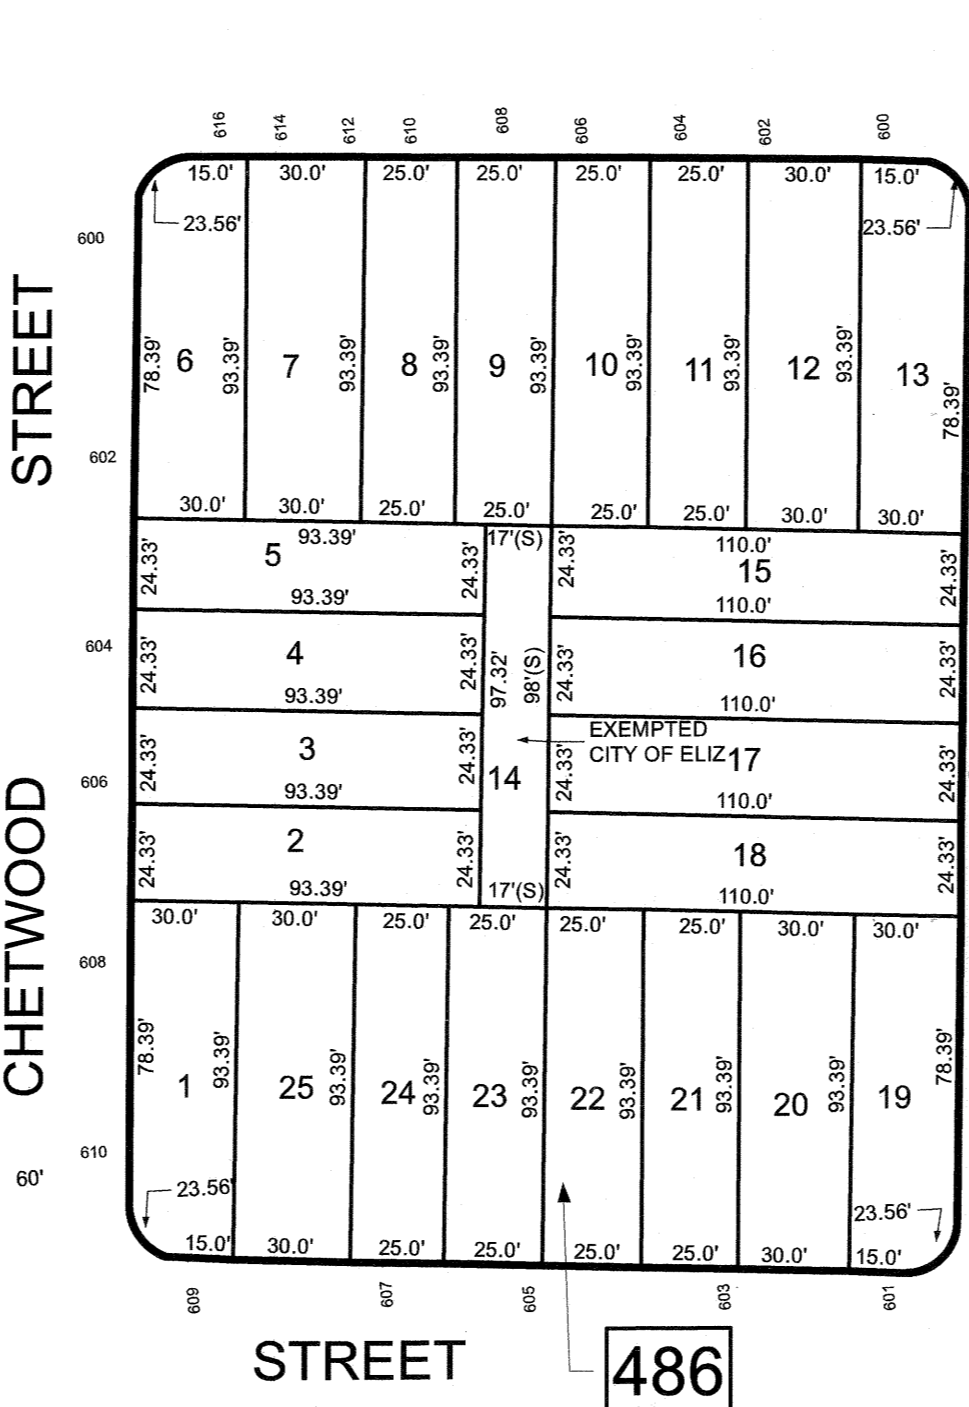 616 614 612 610 608 606 604 602 600
15.0' 30.0' 25.0' 25.0' 25.0' 25.0' 30.0' 15.0'
23.56' 23.56'
600
STREET
78.39' 6 93.39' 7 93.39' 8 93.39' 9 93.39' 10 93.39' 11 93.39' 12 93.39' 13 78.39'
602
30.0' 30.0' 25.0' 25.0' 25.0' 25.0' 30.0' 30.0'
93.39' 17'(S) 110.0'
24.33' 5 24.33' 24.33' 15 24.33'
93.39' 110.0'
604
24.33' 4 24.33' 97.32' 98'(S) 24.33' 16 24.33'
93.39' 110.0'
EXEMPTED
CITY OF ELIZ
606
24.33' 3 24.33' 14 24.33' 17 24.33'
93.39' 110.0'
24.33' 2 24.33' 24.33' 18 24.33'
93.39' 17'(S) 110.0'
30.0' 30.0' 25.0' 25.0' 25.0' 25.0' 30.0' 30.0'
CHETWOOD
608
78.39' 1 93.39' 25 93.39' 24 93.39' 23 93.39' 22 93.39' 21 93.39' 20 93.39' 19 78.39'
610
60'
23.56' 23.56'
15.0' 30.0' 25.0' 25.0' 25.0' 25.0' 30.0' 15.0'
609 607 605 603 601
STREET
486